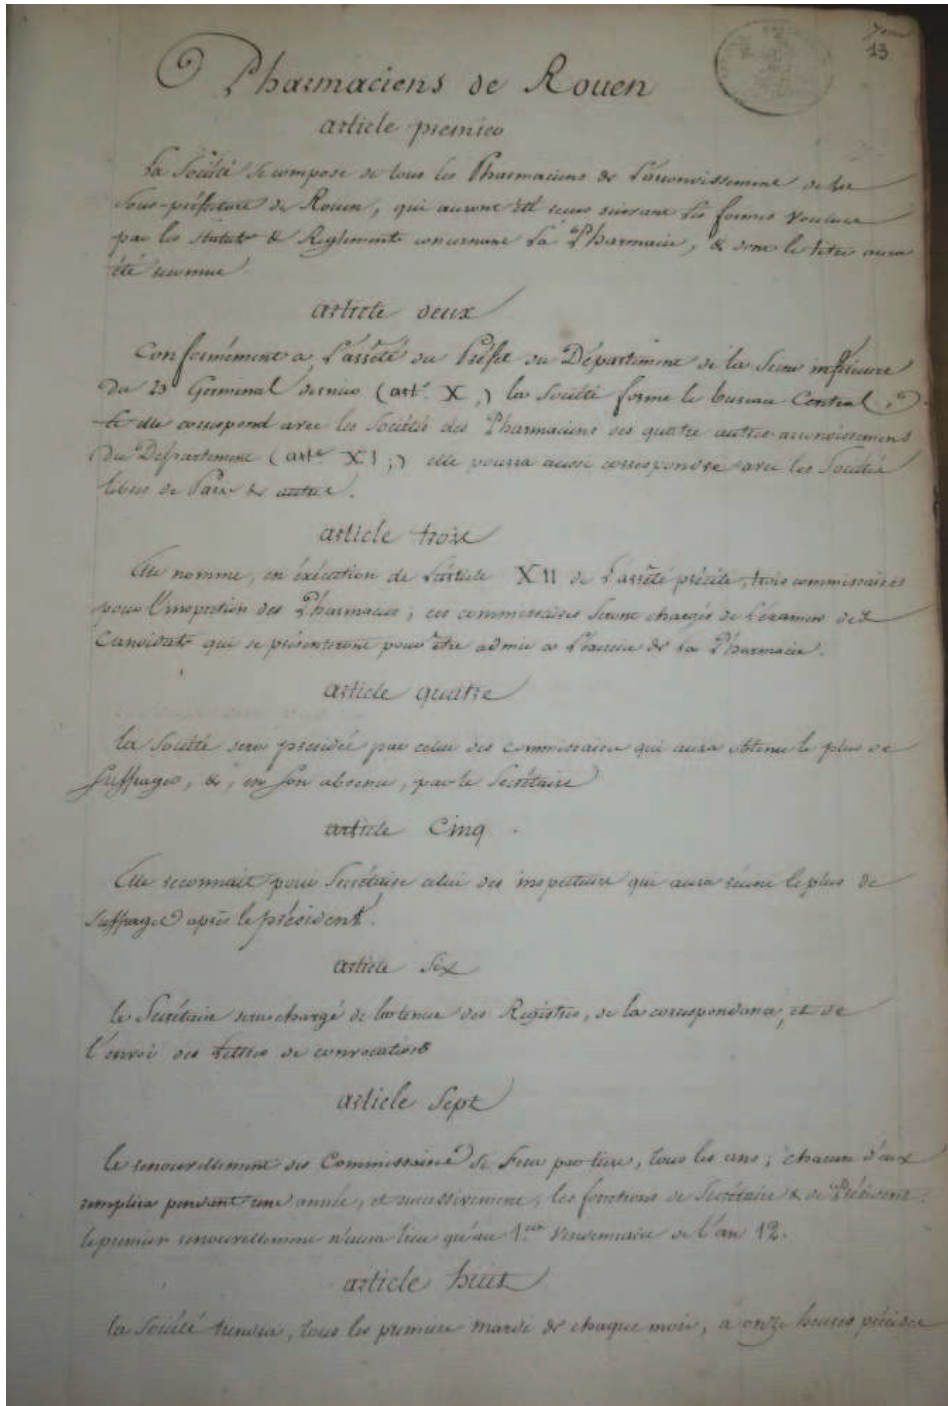 13
Pharmaciens de Rouen
article premier
La Société se compose de tous les Pharmaciens de L'arrondissement de la
Sous-préfecture de Rouen, qui auront été reçus suivant les formes voulues
par les statuts & Réglements concernant La Pharmacie, & dont le titre aura
été reconnu.
article deux
Conformément à L'arrêté du Préfet du Département de la Seine inférieure
du 29 Germinal dernier (art. X,) la Société forme le bureau Central,
elle correspond avec les Sociétés des Pharmaciens des quatre autres arrondissements
du Département (art. XI;) elle pourra aussi correspondre avec les Sociétés
libres de Paris & autres.
article trois
Elle nomme, en éxécution de L'article XII de L'arrêté précité, trois commissaires
pour l'inspection des Pharmacies; ces commissaires seront chargés de L'éxamen des
Candidats qui se présenteront pour être admis à L'éxercice de La Pharmacie.
article quatre
la Société sera présidée par celui des commissaires qui aura obtenu le plus de
suffrages, &, en son absence, par le Secrétaire
article Cinq
Elle reconnait pour Secrétaire celui des inspecteurs qui aura réuni le plus de
suffrages après le président.
article Six
le Secrétaire sera chargé de la tenue des Régistres, de la correspondance, et de
l'envoi des lettres de convocations
article Sept
le renouvellement des Commissaires se fera par tiers, tous les ans; chacun d'eux
remplira pendant une année, et successivement, les fonctions de Secrétaire & de Président.
le premier renouvellement n'aura lieu qu'au 1.er Vendemiaire de l'an 12.
article huit
la Société tiendra, tous les premiers mardi de chaque mois, à onze heures précises